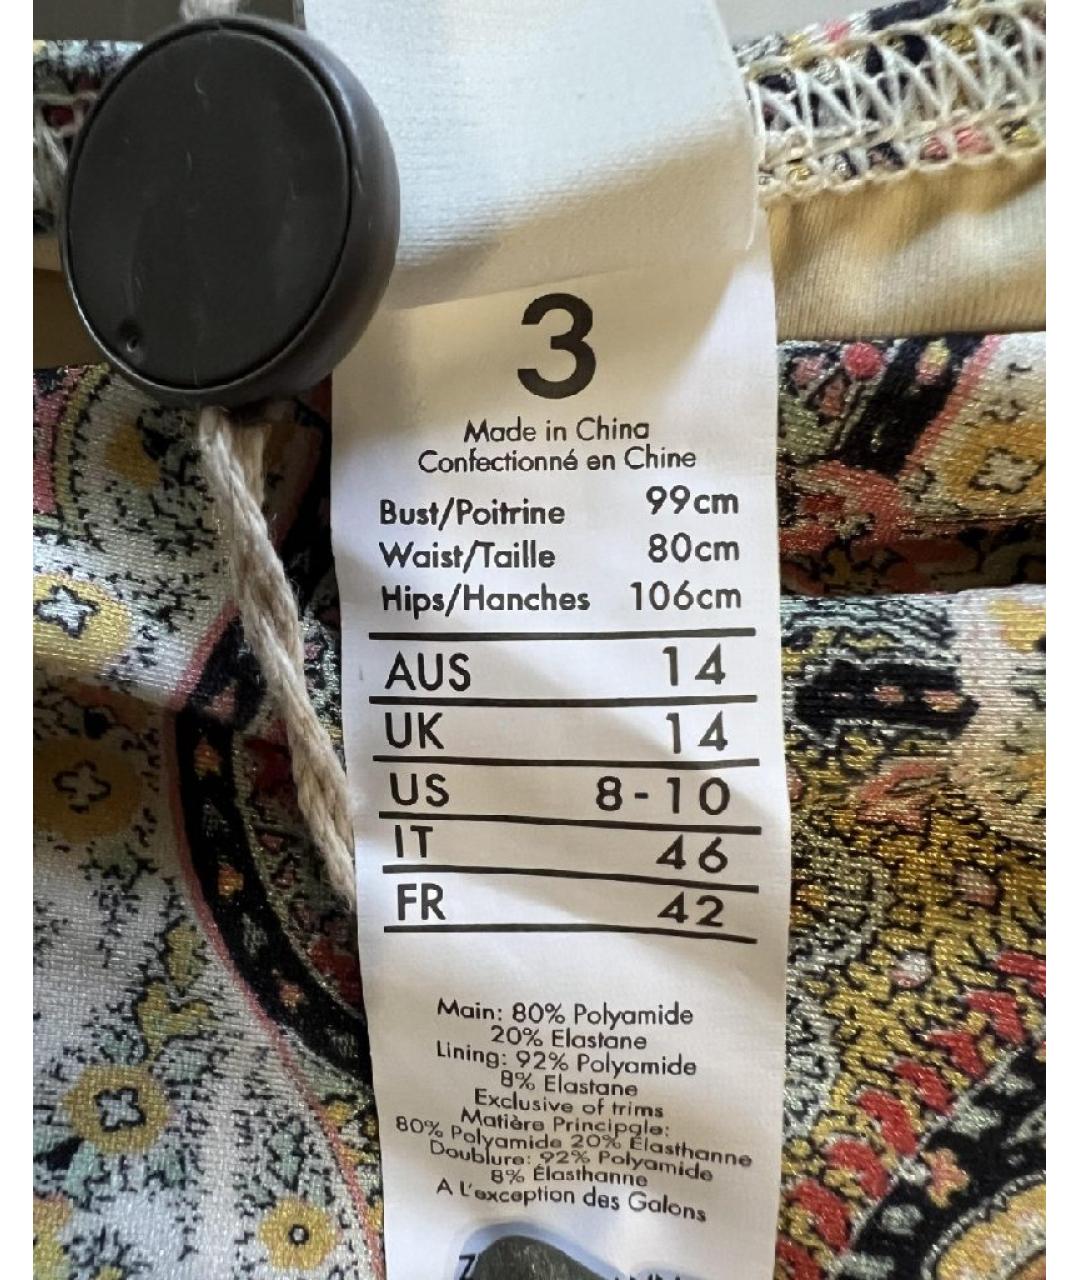 3
Made in China
Confectionné en Chine
Bust/Poitrine 99cm
Waist/Taille 80cm
Hips/Hanches 106cm
AUS 14
UK 14
US 8-10
IT 46
FR 42
Main: 80% Polyamide
20% Elastane
Lining: 92% Polyamide
8% Elastane
Exclusive of trims
Matière Principale:
80% Polyamide 20% Élasthanne
Doublure: 92% Polyamide
8% Élasthanne
A L'exception des Galons